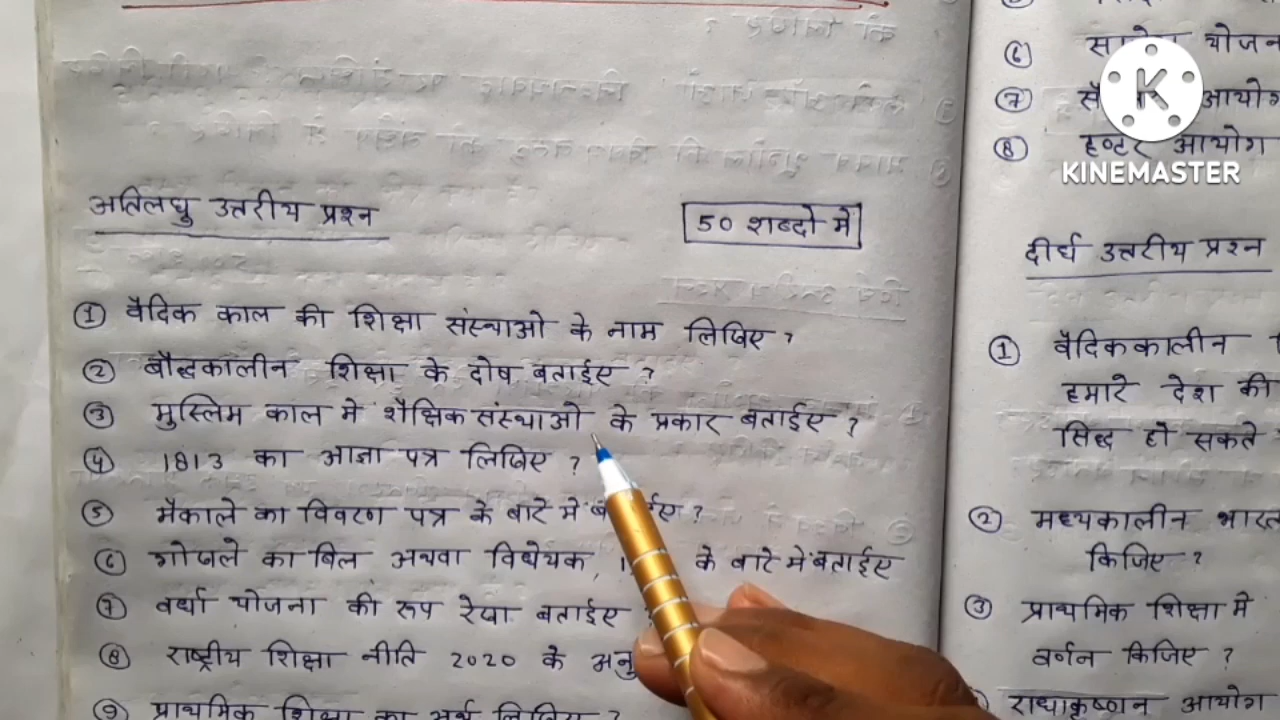 अतिलघु उत्तरीय प्रश्न
50 शब्दो मे
① वैदिक काल की शिक्षा संस्थाओ के नाम लिखिए ?
② बौद्धकालीन शिक्षा के दोष बताईए ?
③ मुस्लिम काल मे शैक्षिक संस्थाओ के प्रकार बताईए ?
④ 1813 का आज्ञा पत्र लिखिए ?
⑤ मैकाले का विवरण पत्र के बारे मे ?
⑥ गोखले का बिल अथवा विधेयक, के बारे मे बताईए
⑦ वर्धा योजना की रूप रेखा बताईए
⑧ राष्ट्रीय शिक्षा नीति 2020 के
⑨ प्राथमिक शिक्षा का अर्थ लिखिए ?
⑥
⑦ आयोग
⑧ हण्टर आयोग
KINEMASTER
दीर्घ उत्तरीय प्रश्न
① वैदिककालीन
हमारे देश की
सिद्ध हो सकते
② मध्यकालीन
किजिए ?
③ प्राथमिक शिक्षा मे
वर्णन किजिए ?
राधाकृष्णन आयोग